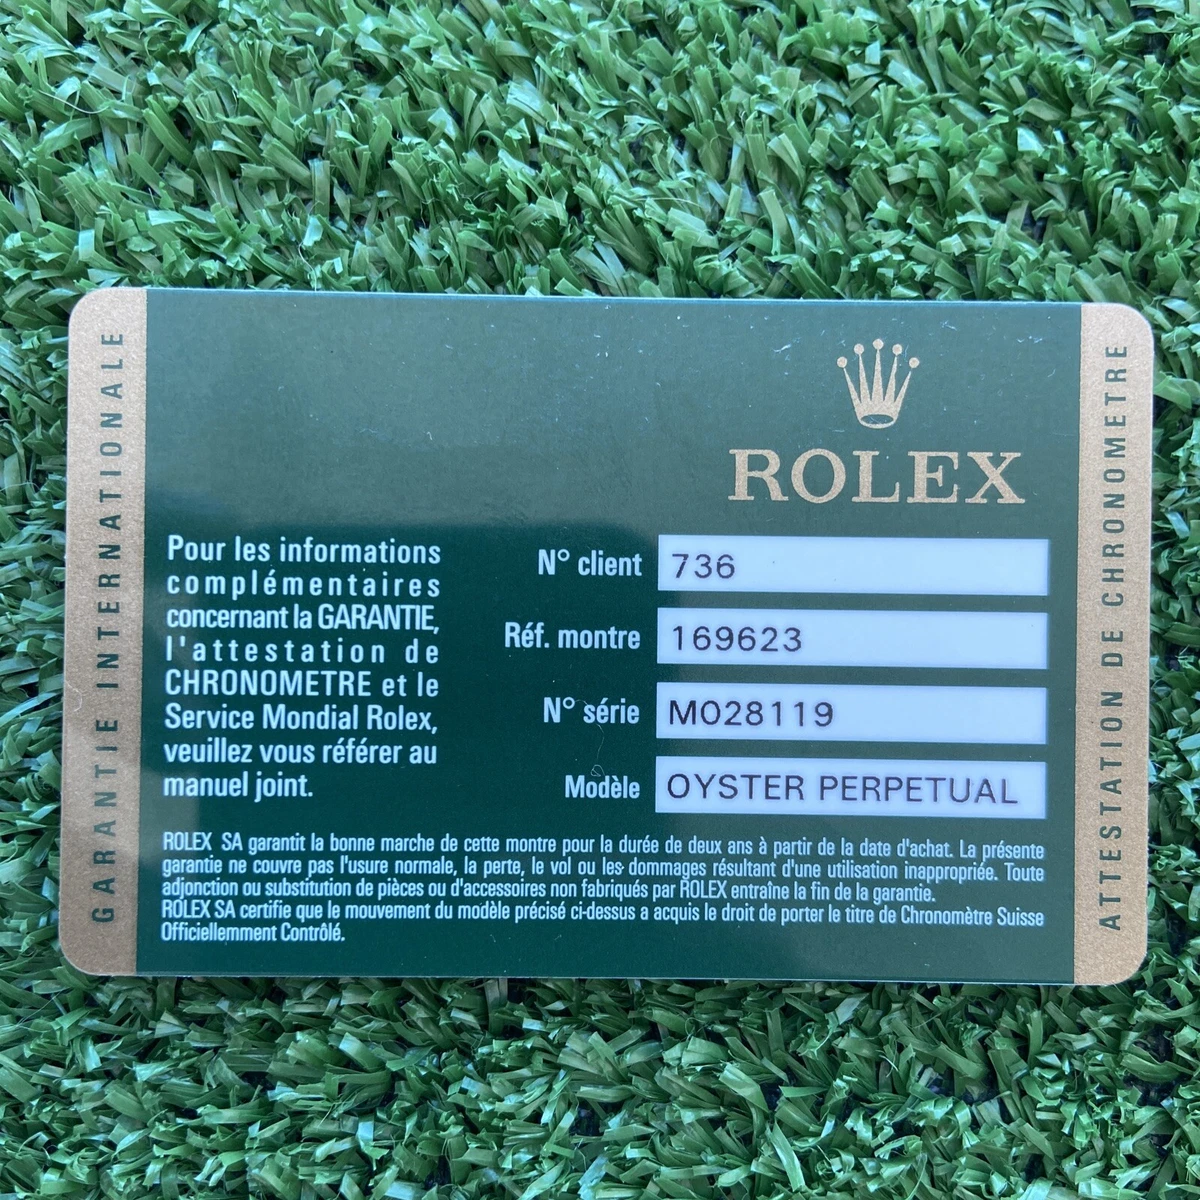 GARANTIE INTERNATIONALE
ROLEX
Pour les informations
complémentaires
concernant la GARANTIE,
l'attestation de
CHRONOMETRE et le
Service Mondial Rolex,
veuillez vous référer au
manuel joint.
N° client 736
Réf. montre 169623
N° série M028119
Modèle OYSTER PERPETUAL
ROLEX SA garantit la bonne marche de cette montre pour la durée de deux ans à partir de la date d'achat. La présente
garantie ne couvre pas l'usure normale, la perte, le vol ou les dommages résultant d'une utilisation inappropriée. Toute
adjonction ou substitution de pièces ou d'accessoires non fabriqués par ROLEX entraîne la fin de la garantie.
ROLEX SA certifie que le mouvement du modèle précisé ci-dessus a acquis le droit de porter le titre de Chronomètre Suisse
Officiellemment Contrôlé.
ATTESTATION DE CHRONOMETRE